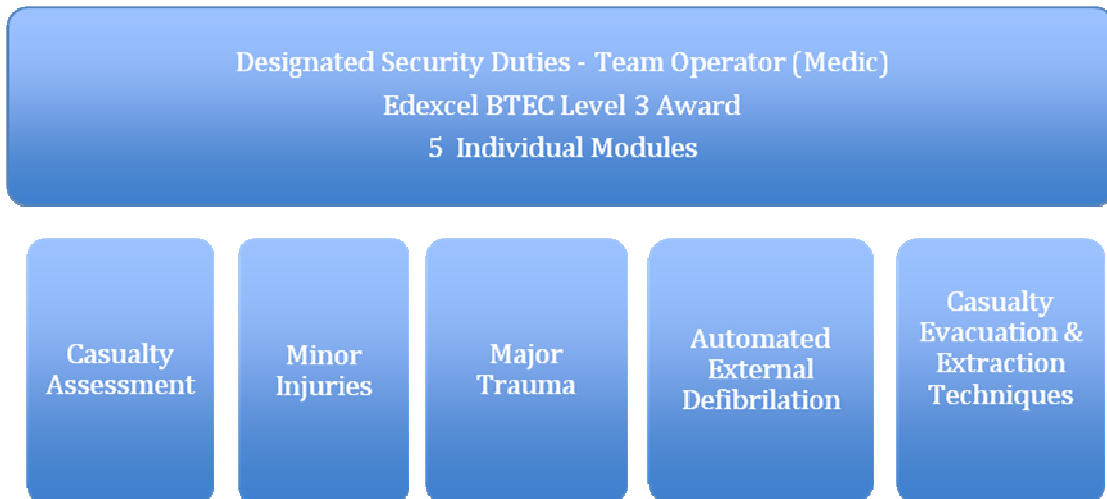 Designated Security Duties - Team Operator (Medic)
Edexcel BTEC Level 3 Award
5 Individual Modules
Casualty
Assessment
Minor
Injuries
Major
Trauma
Automated
External
Defibrilation
Casualty
Evacuation &
Extraction
Techniques